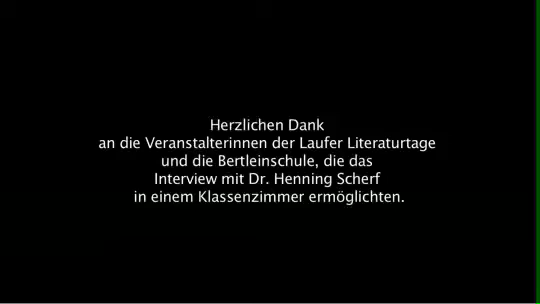 Herzlichen Dank
an die Veranstalterinnen der Laufer Literaturtage
und die Bertleinschule, die das
Interview mit Dr. Henning Scherf
in einem Klassenzimmer ermöglichten.